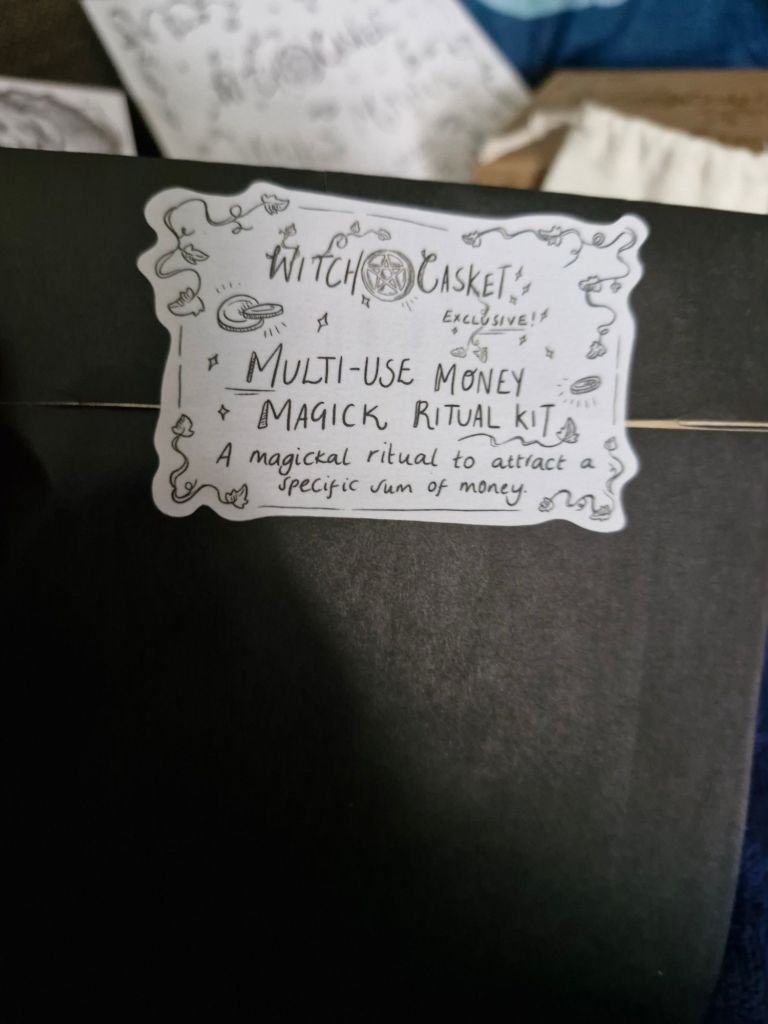 WITCH CASKET
EXCLUSIVE!
MULTI-USE MONEY
MAGICK RITUAL KIT
A magickal ritual to attract a
specific sum of money.